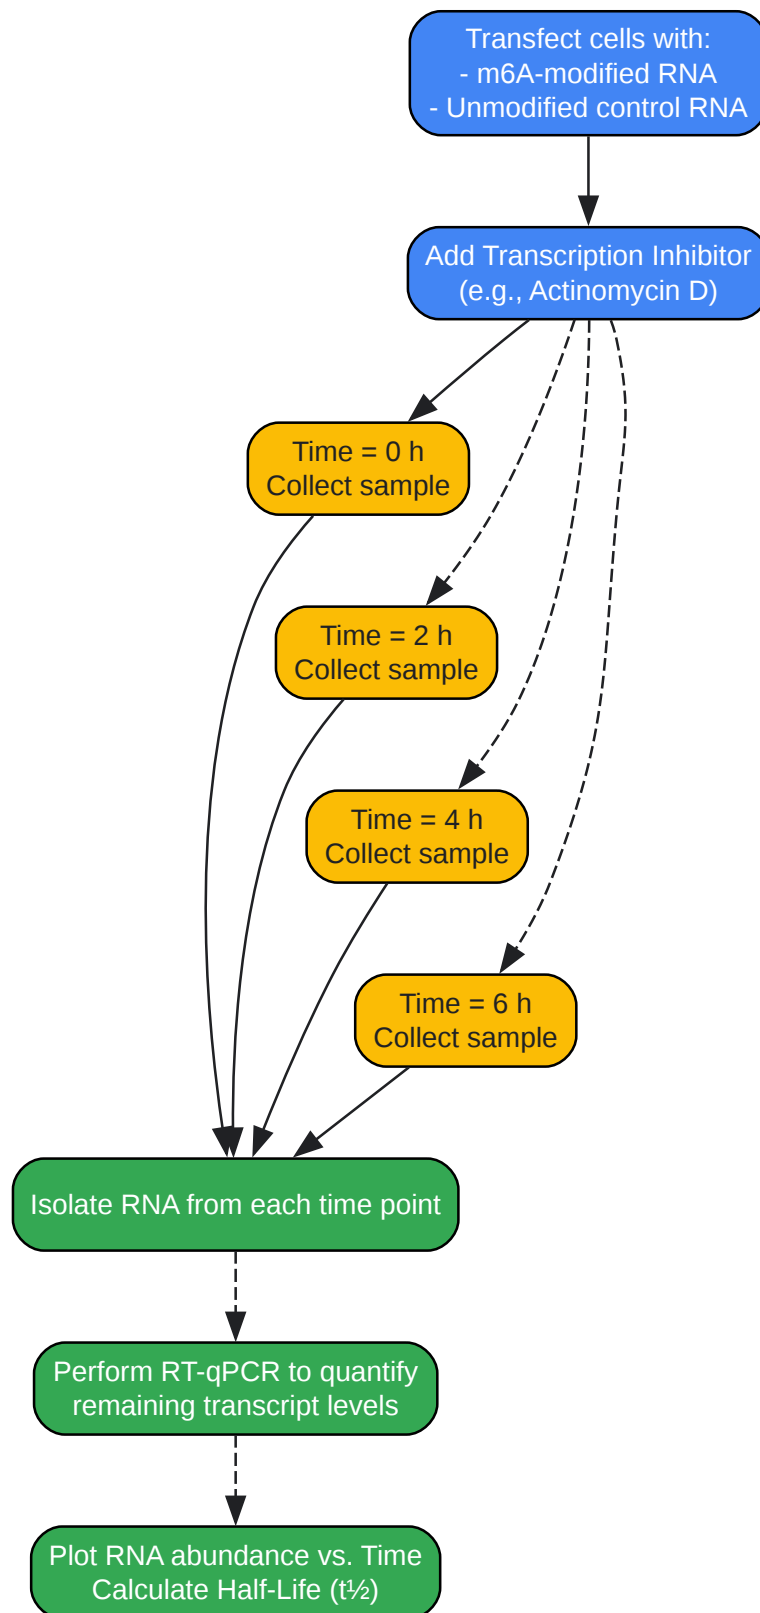 Transfect cells with:
- m6A-modified RNA
- Unmodified control RNA
Add Transcription Inhibitor
(e.g., Actinomycin D)
Time = 0 h
Collect sample
Time = 2 h
Collect sample
Time = 4 h
Collect sample
Time = 6 h
Collect sample
Isolate RNA from each time point
Perform RT-qPCR to quantify
remaining transcript levels
Plot RNA abundance vs. Time
Calculate Half-Life (t½)